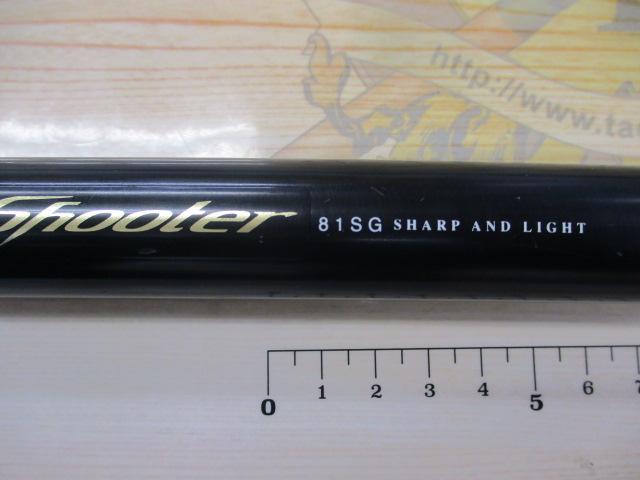 http://www.ta
Shooter 81SG SHARP AND LIGHT
0 1 2 3 4 5 6 7